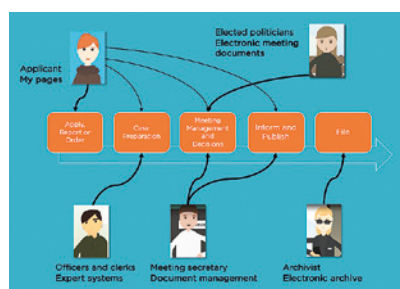 Elected politicians
Electronic meeting
documents
Applicant
My pages
Apply,
Report or
Order
Case
Preparation
Meeting
Management
and
Decisions
Inform and
Publish
File
Officers and clerks
Expert systems
Meeting secretary
Document management
Archivist
Electronic archive